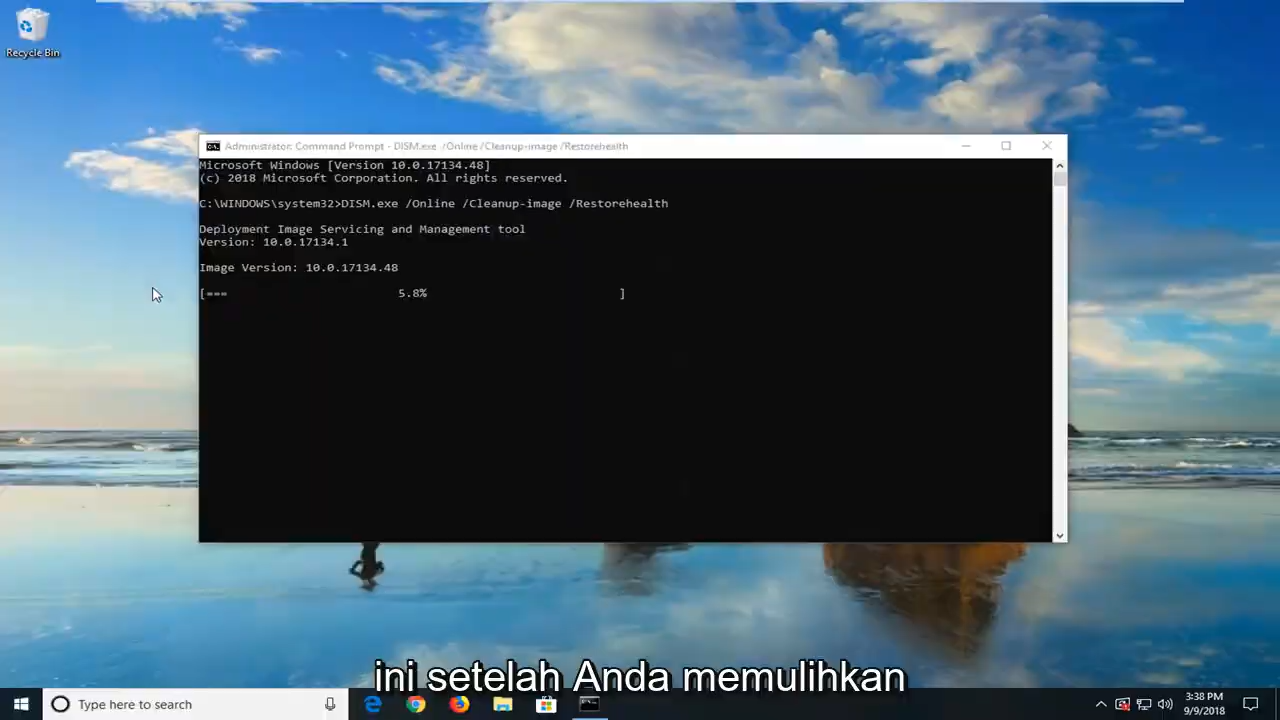 Recycle Bin
Administrator: Command Prompt - DISM.exe /Online /Cleanup-image /Restorehealth
Microsoft Windows [Version 10.0.17134.48]
(c) 2018 Microsoft Corporation. All rights reserved.
C:\WINDOWS\system32>DISM.exe /Online /Cleanup-image /Restorehealth
Deployment Image Servicing and Management tool
Version: 10.0.17134.1
Image Version: 10.0.17134.48
[=== 5.8% ]
ini setelah Anda memulihkan
Type here to search
3:38 PM
9/9/2018